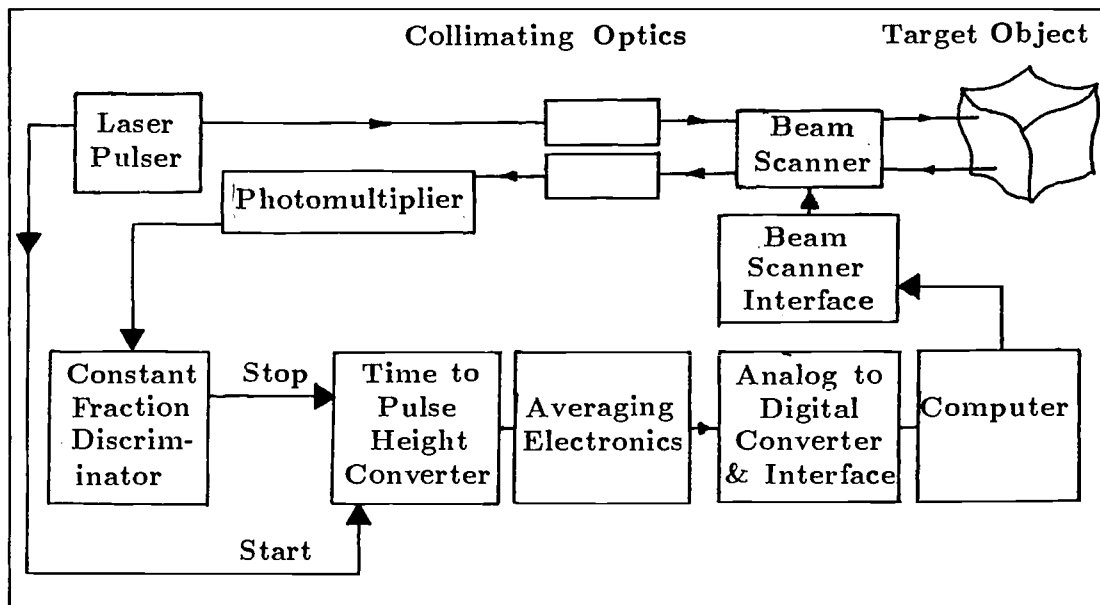 Collimating Optics
Target Object
Laser
Pulser
Beam
Scanner
Photomultiplier
Beam
Scanner
Interface
Constant
Fraction
Discrim-
inator
Stop
Time to
Pulse
Height
Converter
Averaging
Electronics
Analog to
Digital
Converter
& Interface
Computer
Start